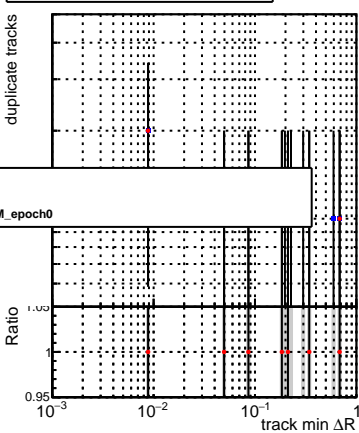 duplicate tracks
M_epoch0
1.05
Ratio
1
0.95
10⁻³ 10⁻² 10⁻¹ 1
track min ΔR